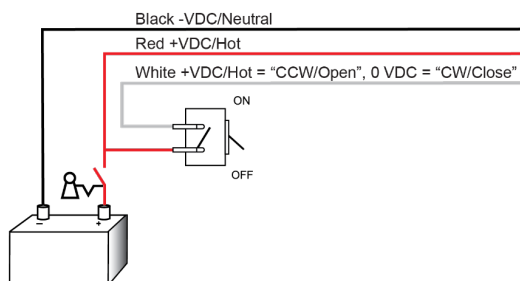 Black -VDC/Neutral
Red +VDC/Hot
White +VDC/Hot = “CCW/Open”, 0 VDC = “CW/Close”
ON
OFF
– +